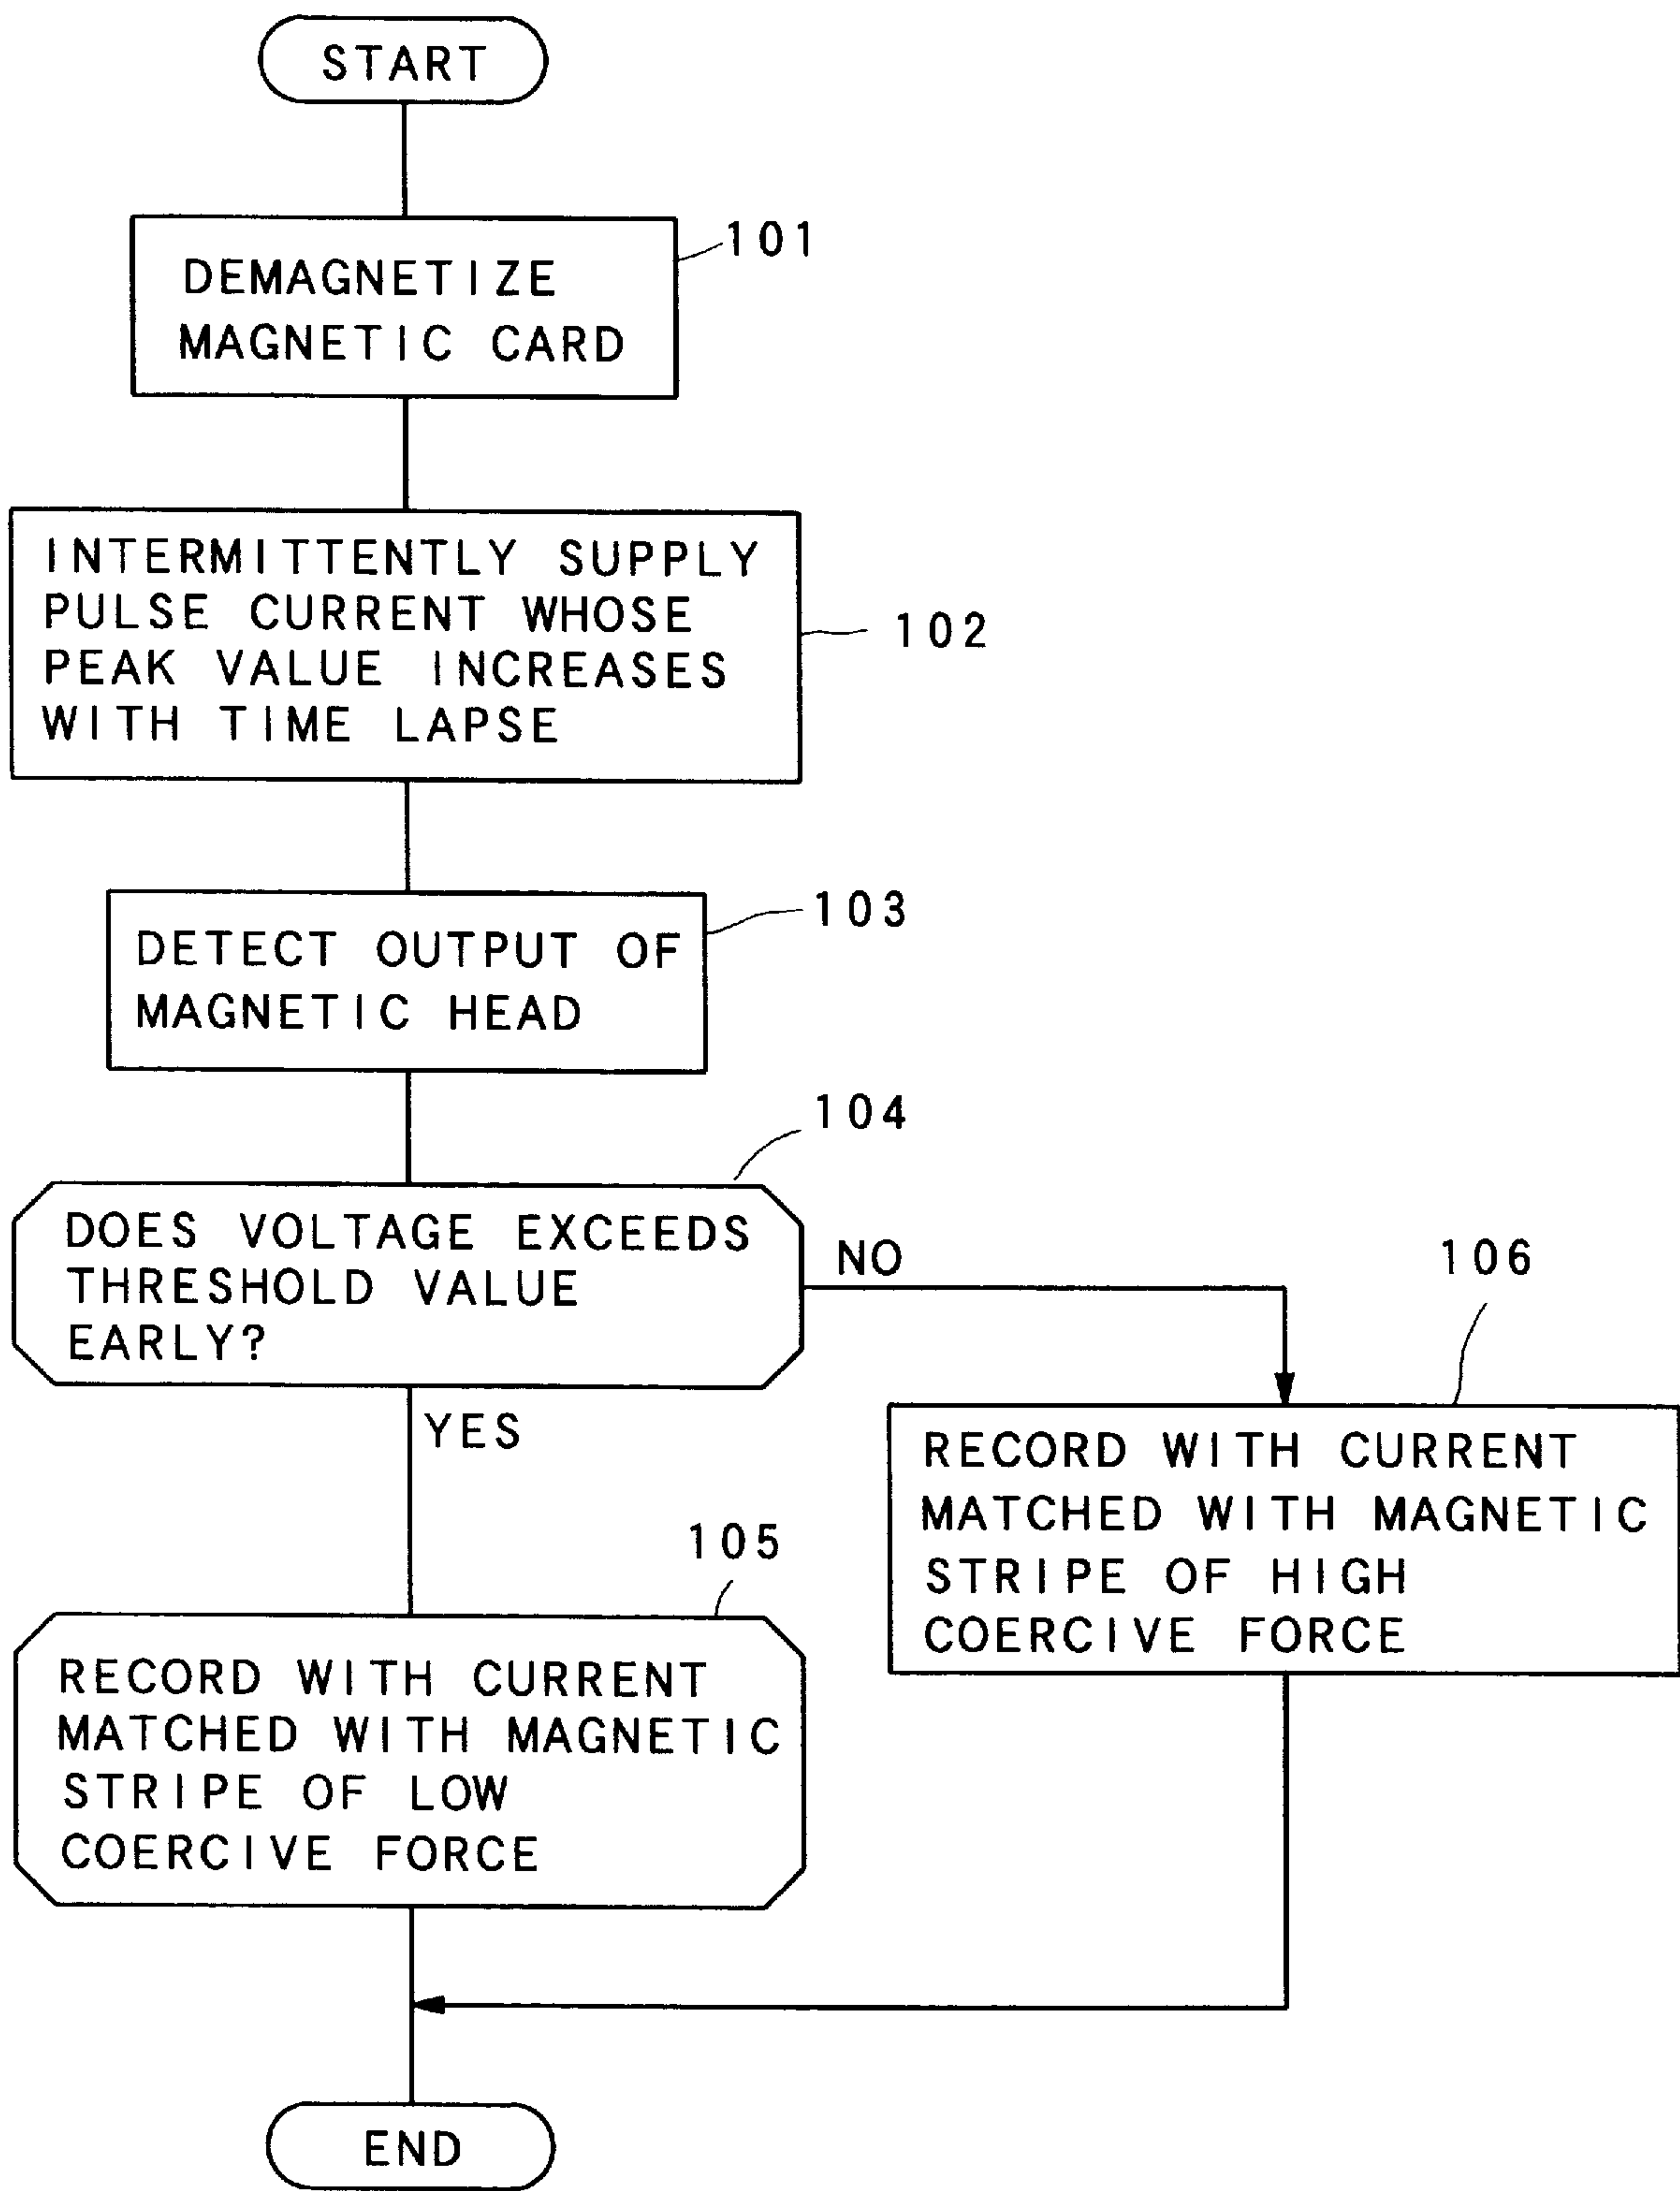 START
101
DEMAGNETIZE
MAGNETIC CARD
INTERMITTENTLY SUPPLY
PULSE CURRENT WHOSE
PEAK VALUE INCREASES
WITH TIME LAPSE
102
103
DETECT OUTPUT OF
MAGNETIC HEAD
104
DOES VOLTAGE EXCEEDS
THRESHOLD VALUE
EARLY?
NO
YES
106
RECORD WITH CURRENT
MATCHED WITH MAGNETIC
STRIPE OF HIGH
COERCIVE FORCE
105
RECORD WITH CURRENT
MATCHED WITH MAGNETIC
STRIPE OF LOW
COERCIVE FORCE
END